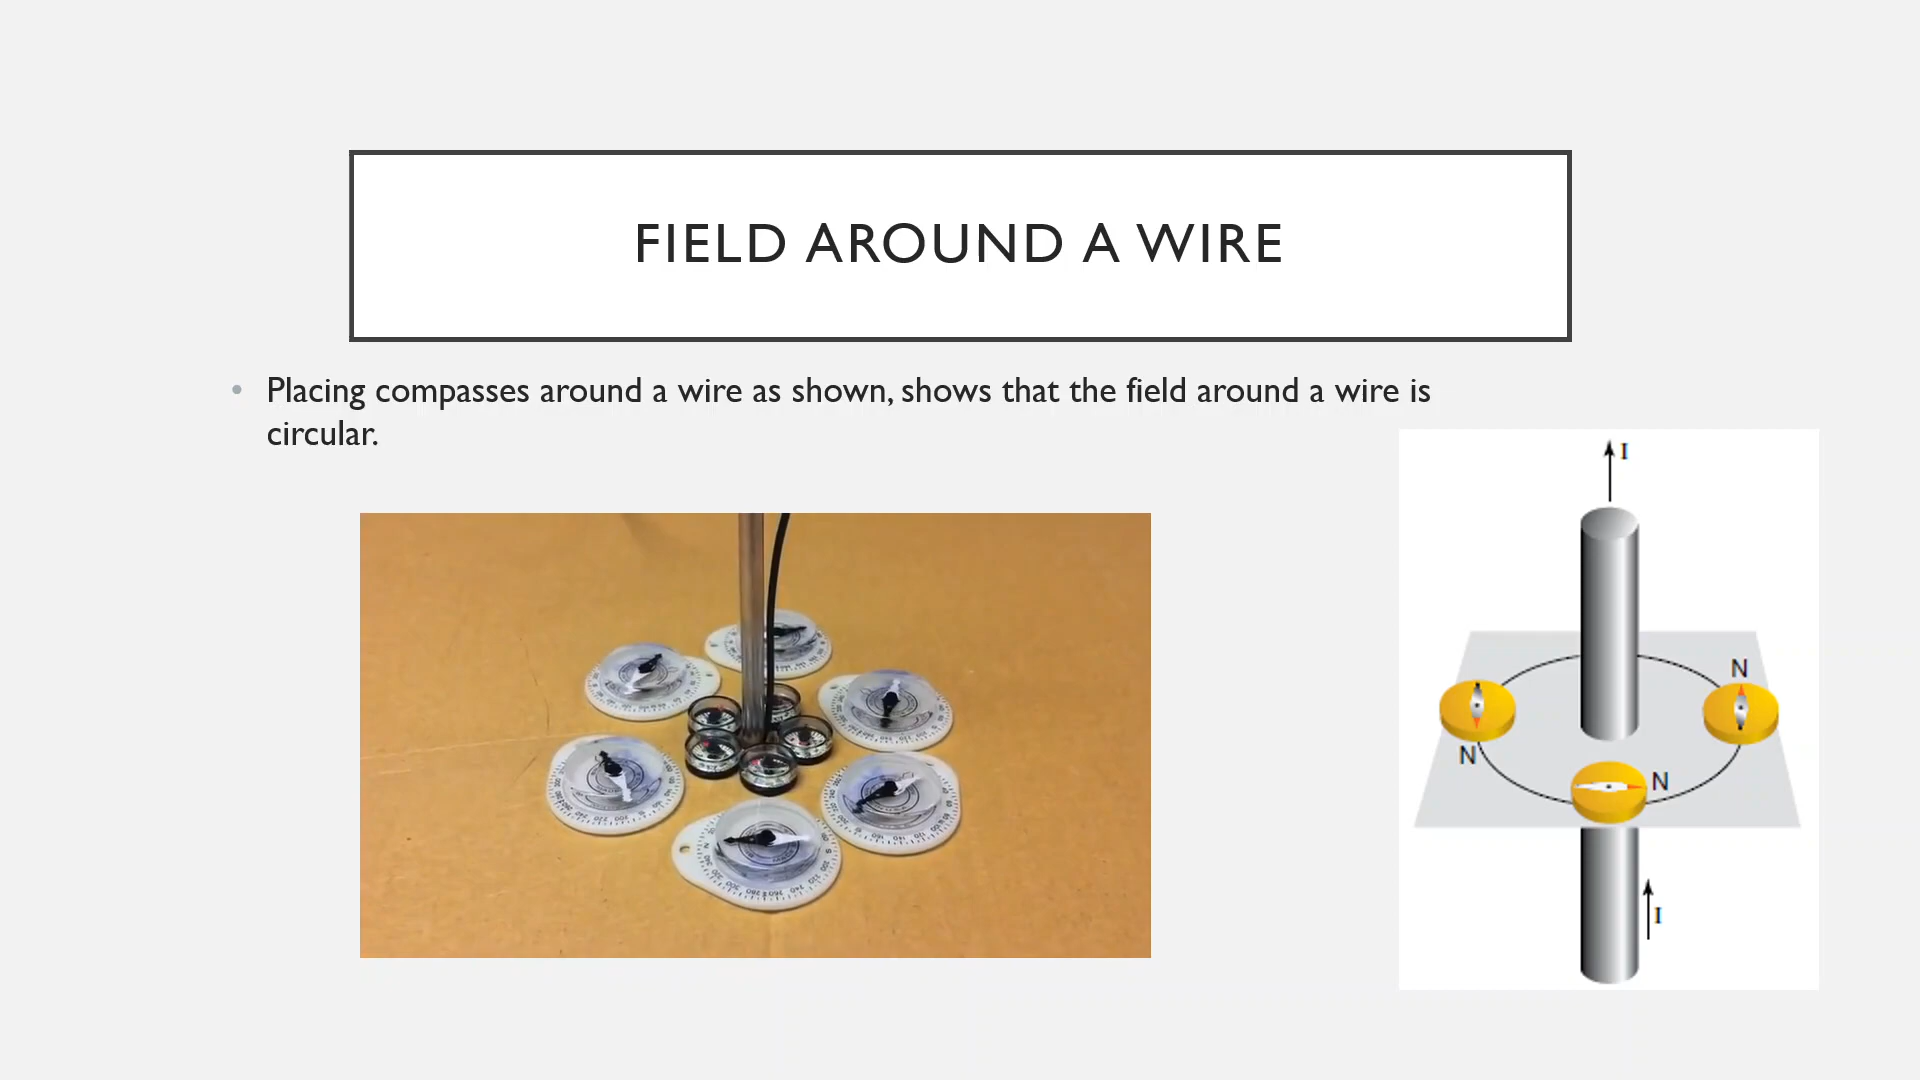 FIELD AROUND A WIRE
• Placing compasses around a wire as shown, shows that the field around a wire is
circular.
I
N
N
N
I